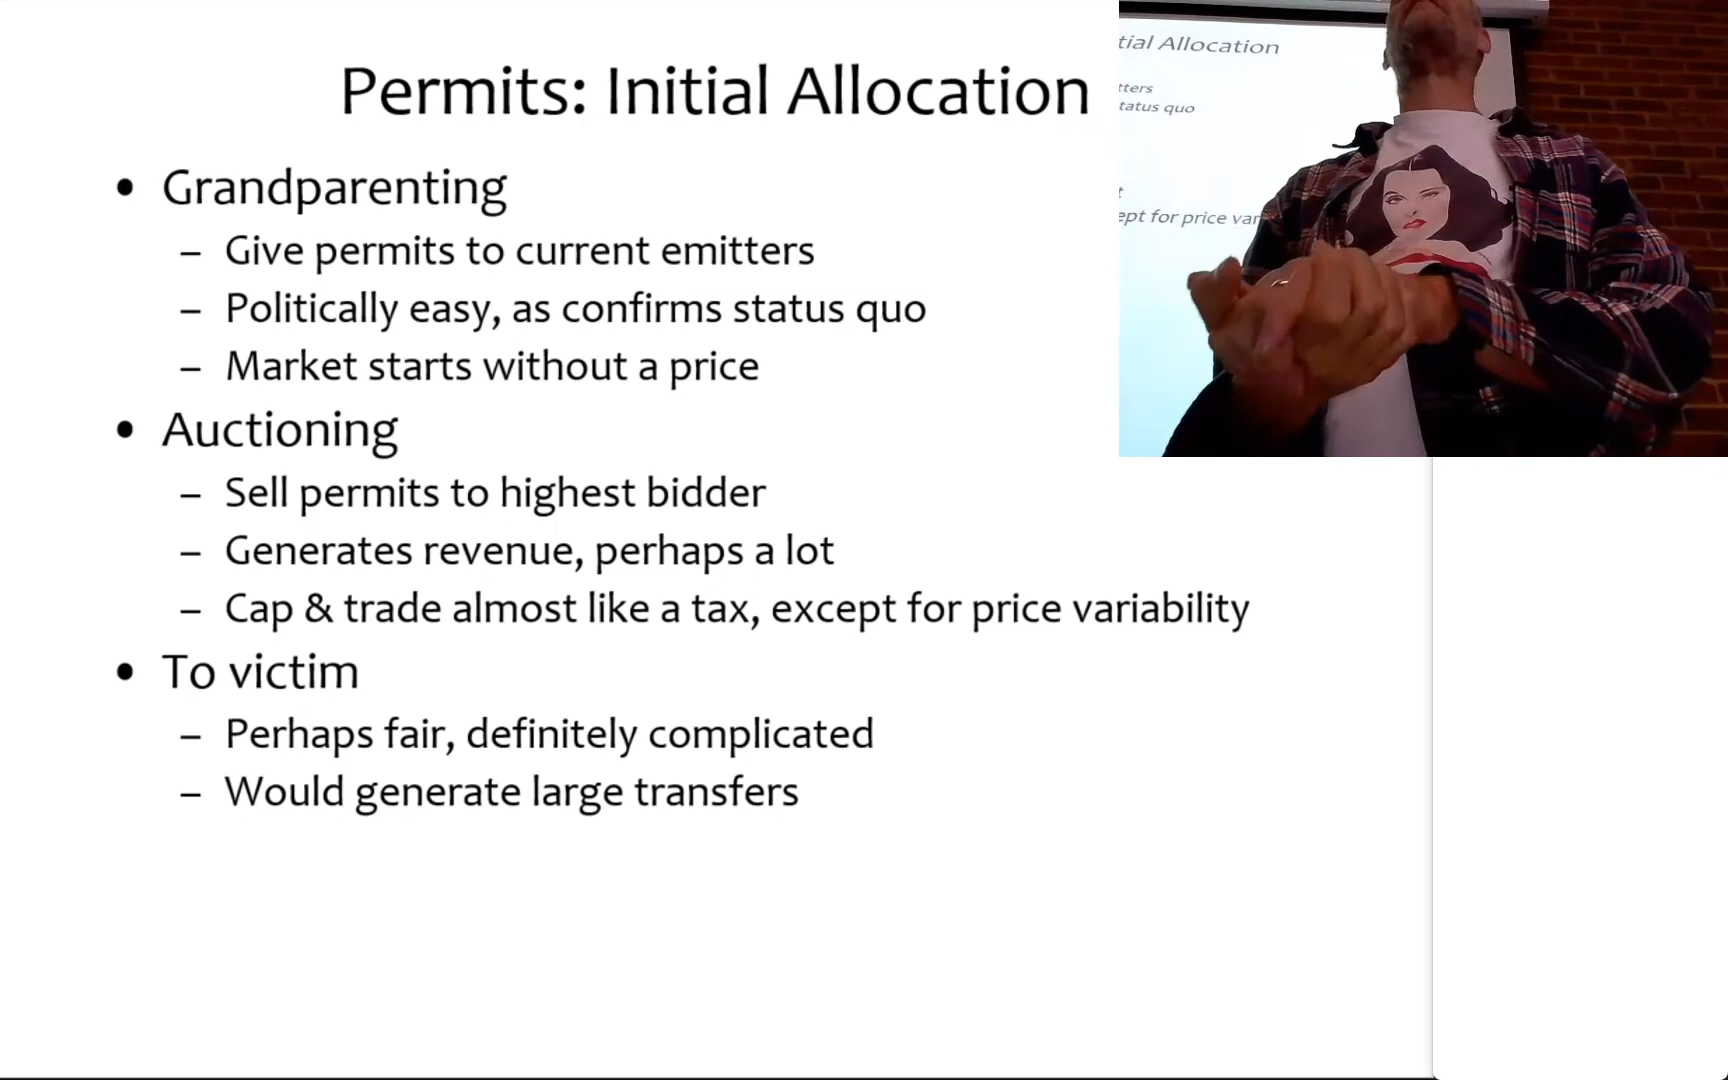 Permits: Initial Allocation
• Grandparenting
– Give permits to current emitters
– Politically easy, as confirms status quo
– Market starts without a price
• Auctioning
– Sell permits to highest bidder
– Generates revenue, perhaps a lot
– Cap & trade almost like a tax, except for price variability
• To victim
– Perhaps fair, definitely complicated
– Would generate large transfers
tial Allocation
tters
tatus quo
t
ept for price var